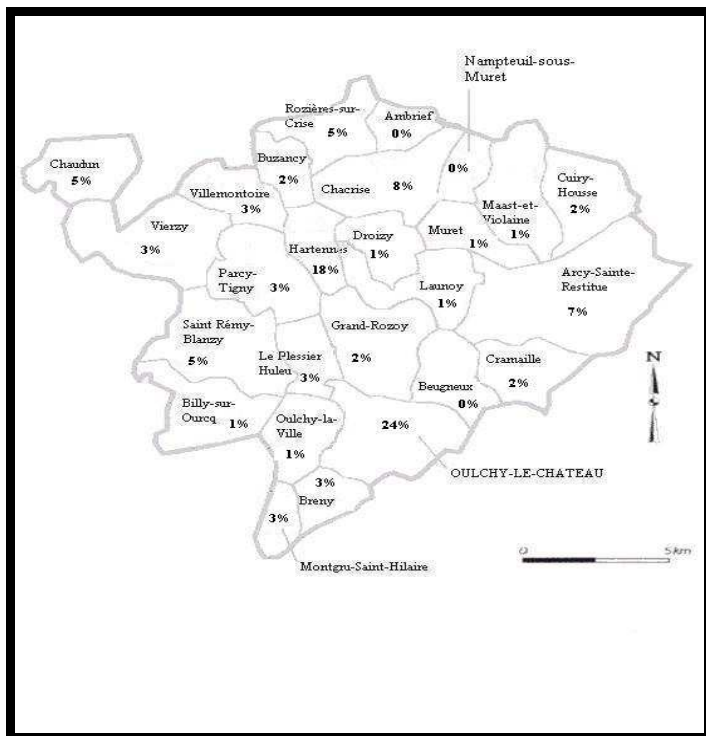 Nampteuil-sous-
Muret
Rozières-sur-
Crise
5%
Ambrief
0%
Chaudun
5%
Buzancy
2%
Chacrise
8%
0%
Cuiry-
Housse
2%
Villemontoire
3%
Maast-et-
Violaine
1%
Vierzy
3%
Hartennes
18%
Droizy
1%
Muret
1%
Parcy-
Tigny
3%
Launoy
1%
Arcy-Sainte-
Restitue
7%
Saint Rémy-
Blanzy
5%
Grand-Rozoy
2%
Le Plessier
Huleu
3%
Cramaille
2%
N
Beugneux
0%
Billy-sur-
Ourcq
1%
Oulchy-la-
Ville
1%
24%
OULCHY-LE-CHATEAU
3%
Breny
3%
Montgru-Saint-Hilaire
0
5km